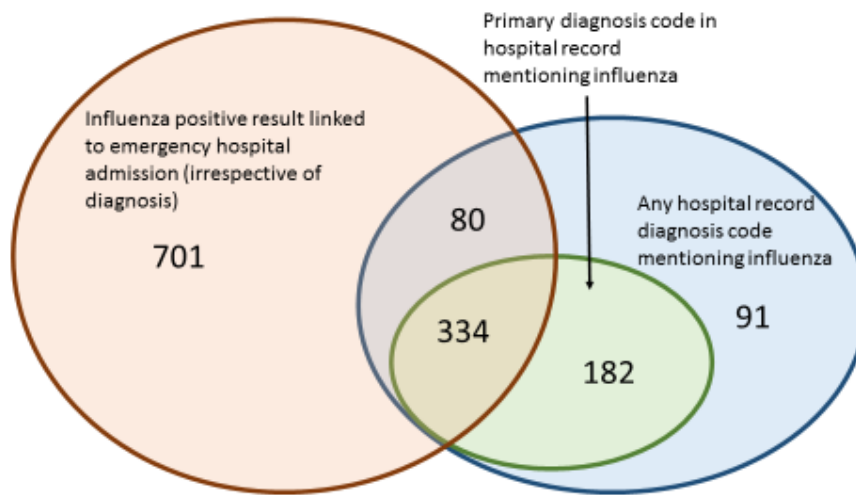 Primary diagnosis code in
hospital record
mentioning influenza
Influenza positive result linked
to emergency hospital
admission (irrespective of
diagnosis)
701
80
Any hospital record
diagnosis code
mentioning influenza
91
334
182